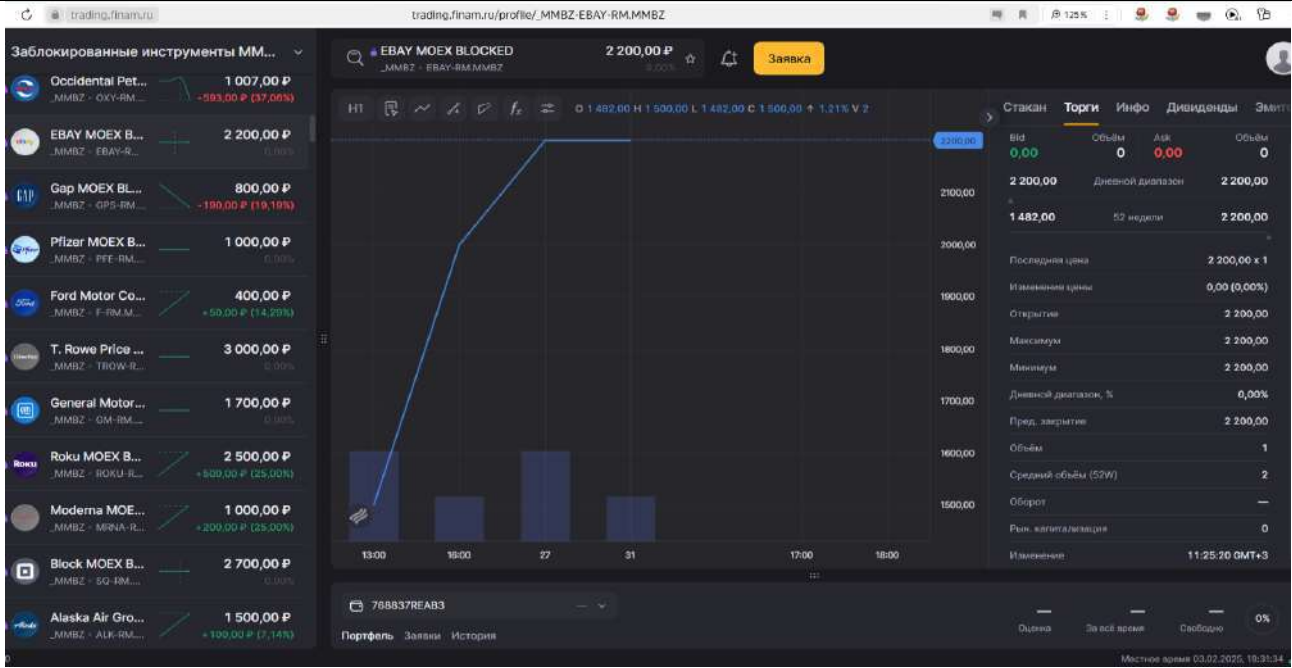 trading.finam.ru
trading.finam.ru/profile/_MMBZ-EBAY-RM.MMBZ
125%
Заблокированные инструменты ММ...
Occidental Pet...
1 007,00 ₽
_MMBZ - OXY-RM...
-593,00 ₽ (37,06%)
EBAY MOEX B...
2 200,00 ₽
_MMBZ - EBAY-R...
0,00%
Gap MOEX BL...
800,00 ₽
_MMBZ - GPS-RM....
-190,00 ₽ (19,19%)
Pfizer MOEX B...
1 000,00 ₽
_MMBZ - PFE-RM....
0,00%
Ford Motor Co...
400,00 ₽
_MMBZ - F-RM.M...
+50,00 ₽ (14,29%)
T. Rowe Price ...
3 000,00 ₽
_MMBZ - TROW-R...
0,00%
General Motor...
1 700,00 ₽
_MMBZ - GM-RM....
0,00%
Roku MOEX B...
2 500,00 ₽
_MMBZ - ROKU-R...
+500,00 ₽ (25,00%)
Moderna MOE...
1 000,00 ₽
_MMBZ - MRNA-R...
+200,00 ₽ (25,00%)
Block MOEX B...
2 700,00 ₽
_MMBZ - SQ-RM....
0,00%
Alaska Air Gro...
1 500,00 ₽
_MMBZ - ALK-RM....
+100,00 ₽ (7,14%)
EBAY MOEX BLOCKED
2 200,00 ₽
_MMBZ - EBAY-RM.MMBZ
0,00%
Заявка
H1
O 1 482,00 H 1 500,00 L 1 482,00 C 1 500,00 ↑ 1.21% V 2
2200,00
2100,00
2000,00
1900,00
1800,00
1700,00
1600,00
1500,00
13:00 16:00 27 31 17:00 18:00
768837REAB3
Портфель Заявки История
Стакан Торги Инфо Дивиденды
Bid Объём Ask Объём
0,00 0 0,00 0
2 200,00 Дневной диапазон 2 200,00
1 482,00 52 недели 2 200,00
Последняя цена 2 200,00 x 1
Изменение цены 0,00 (0,00%)
Открытие 2 200,00
Максимум 2 200,00
Минимум 2 200,00
Дневной диапазон, % 0,00%
Пред. закрытие 2 200,00
Объём 1
Средний объём (52W) 2
Оборот —
Рын. капитализация 0
Изменение 11:25:20 GMT+3
— — — 0%
Оценка За всё время Свободно
Местное время 03.02.2025, 18:31:34